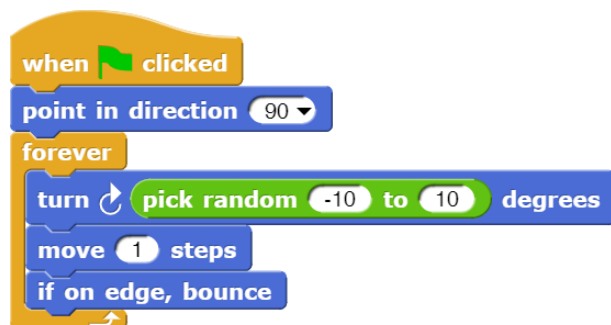 when clicked
point in direction 90
forever
turn pick random -10 to 10 degrees
move 1 steps
if on edge, bounce